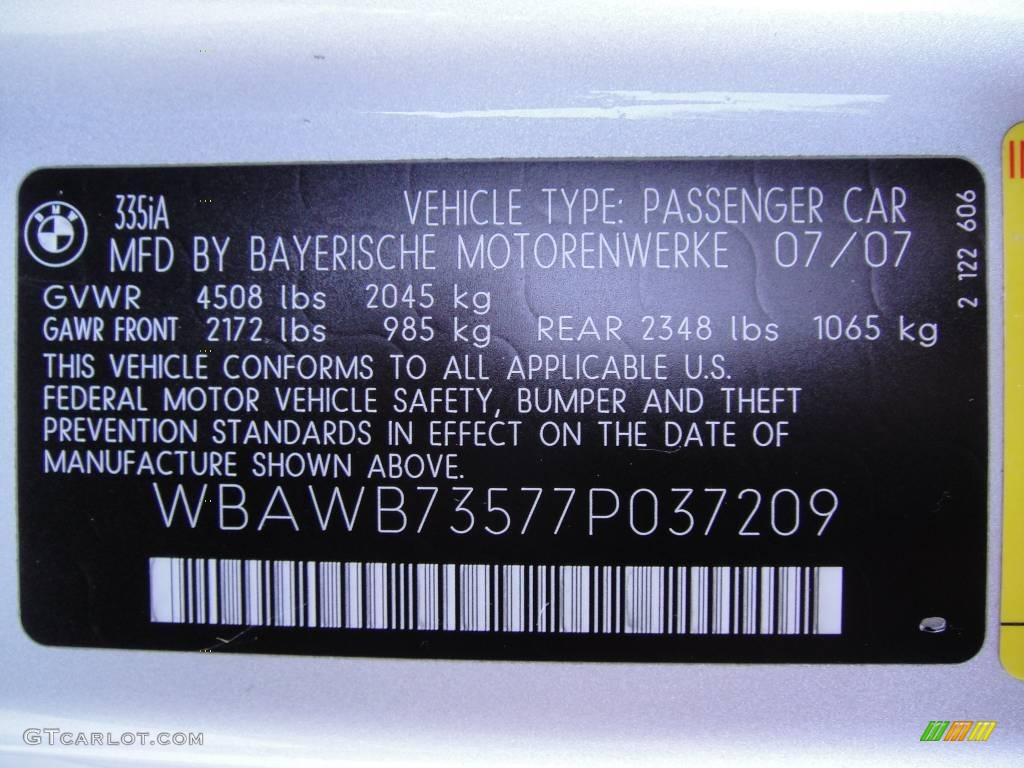 335iA VEHICLE TYPE: PASSENGER CAR
MFD BY BAYERISCHE MOTORENWERKE 07/07
GVWR 4508 lbs 2045 kg
GAWR FRONT 2172 lbs 985 kg REAR 2348 lbs 1065 kg
THIS VEHICLE CONFORMS TO ALL APPLICABLE U.S.
FEDERAL MOTOR VEHICLE SAFETY, BUMPER AND THEFT
PREVENTION STANDARDS IN EFFECT ON THE DATE OF
MANUFACTURE SHOWN ABOVE.
WBAWB73577P037209
2 122 606
BMW
GTCARLOT.COM